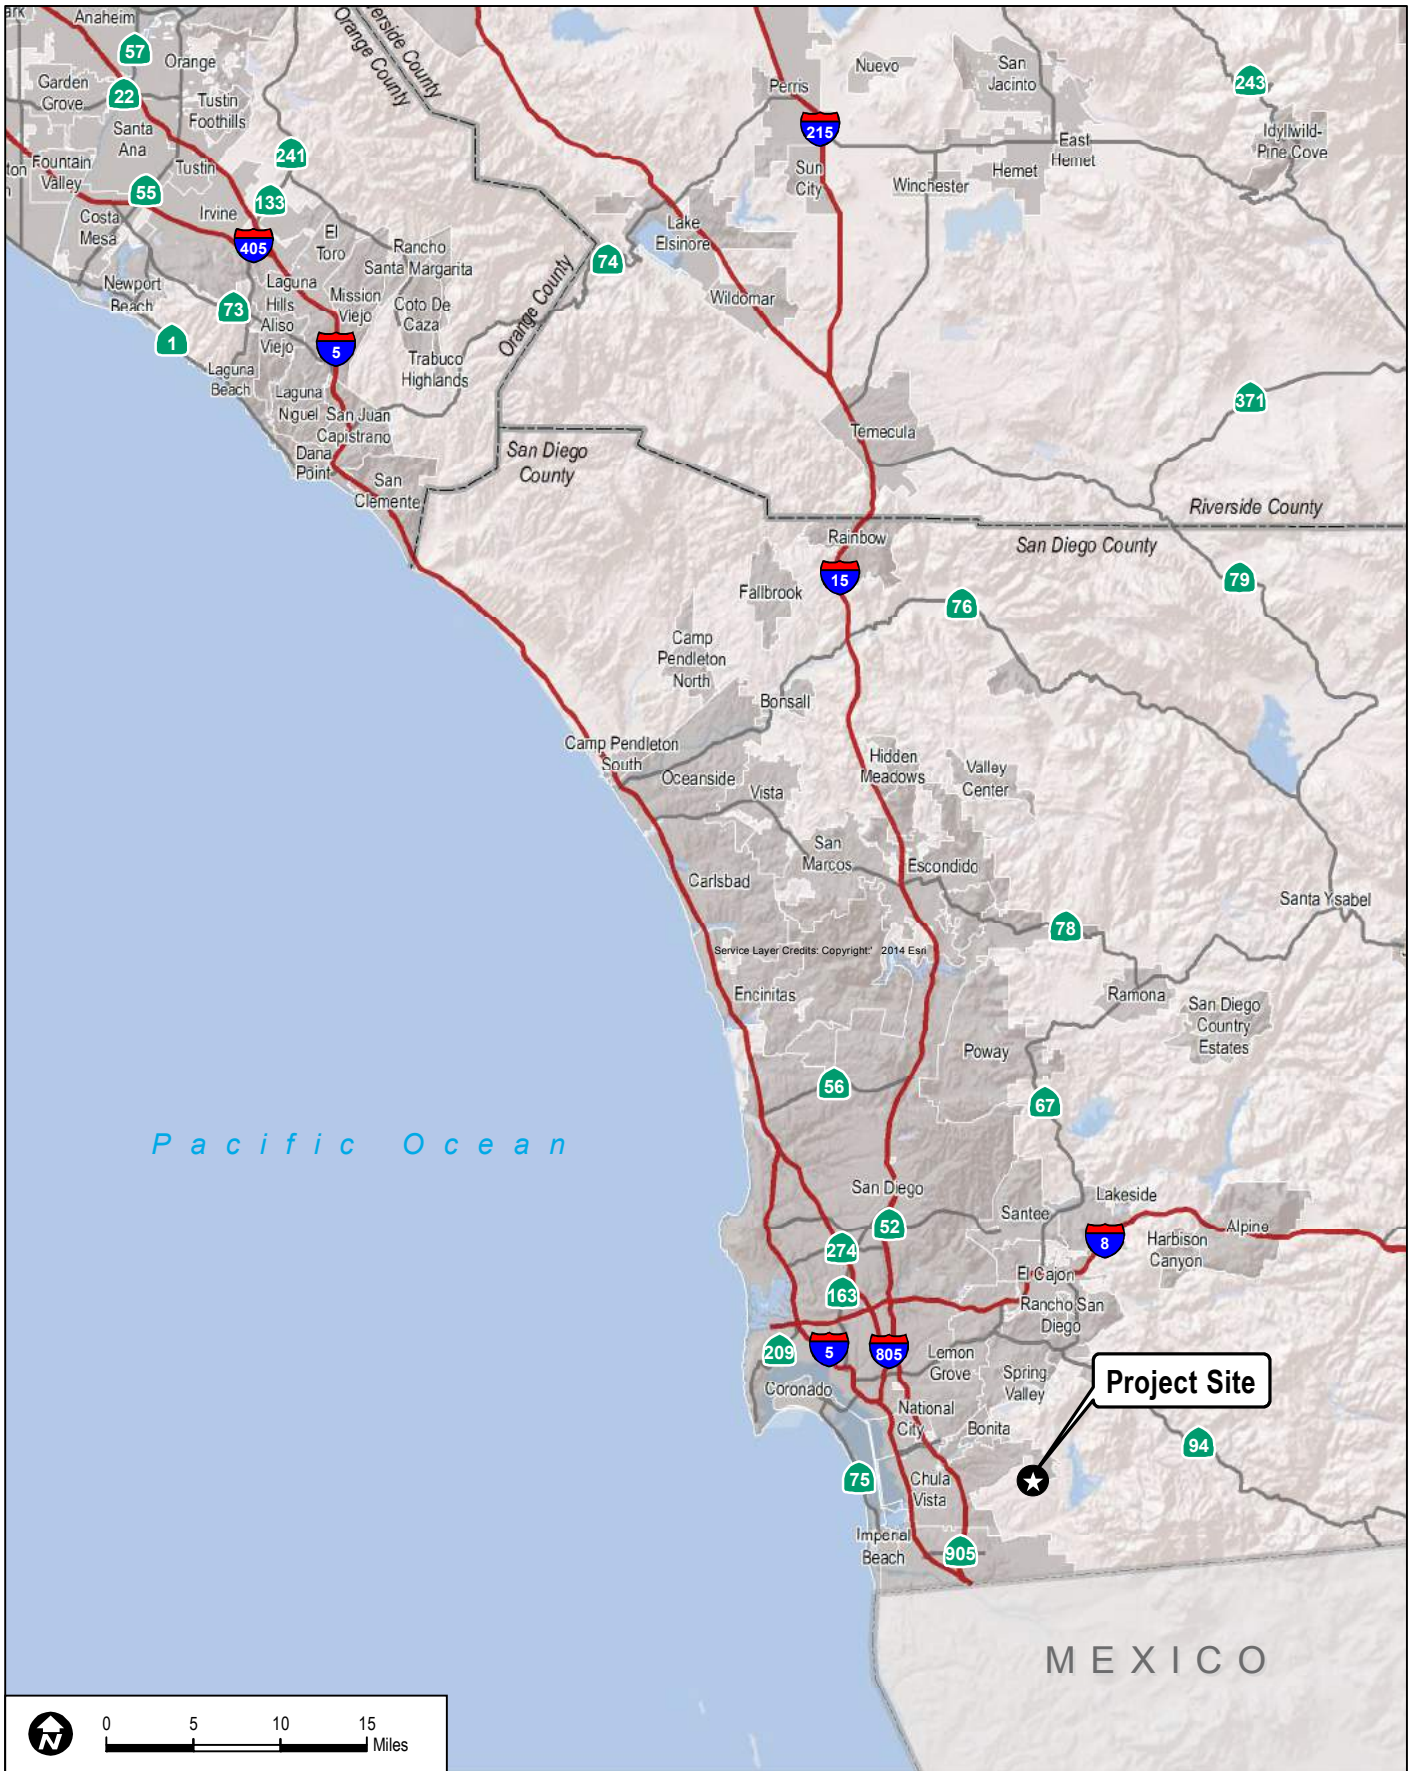 ark
Anaheim
57
Orange
Riverside County
Orange County
Garden
Grove
22
Tustin
Foothills
Santa
Ana
Fountain
Valley
ton
Tustin
241
55
133
Costa
Mesa
Irvine
405
El
Toro
Rancho
Santa Margarita
Newport
Beach
73
Laguna
Hills
Mission
Viejo
Coto De
Caza
Aliso
Viejo
1
5
Laguna
Beach
Trabuco
Highlands
Laguna
Niguel
San Juan
Capistrano
Dana
Point
San
Clemente
Orange County
74
Perris
Nuevo
San
Jacinto
243
215
Idyllwild-
Pine Cove
East
Hemet
Sun
City
Winchester
Hemet
Lake
Elsinore
Wildomar
371
Temecula
San Diego
County
Riverside County
San Diego County
Rainbow
15
79
Fallbrook
76
Camp
Pendleton
North
Bonsall
Camp Pendleton
South
Oceanside
Vista
Hidden
Meadows
Valley
Center
San
Marcos
Escondido
Carlsbad
Santa Ysabel
78
Service Layer Credits: Copyright:' 2014 Esri
Encinitas
Ramona
San Diego
Country
Estates
Poway
56
67
Pacific Ocean
San Diego
Lakeside
Santee
52
Alpine
274
8
Harbison
Canyon
El Cajon
163
Rancho San
Diego
209
5
805
Lemon
Grove
Spring
Valley
Project Site
Coronado
National
City
Bonita
94
75
Chula
Vista
Imperial
Beach
905
MEXICO
N
0 5 10 15
Miles